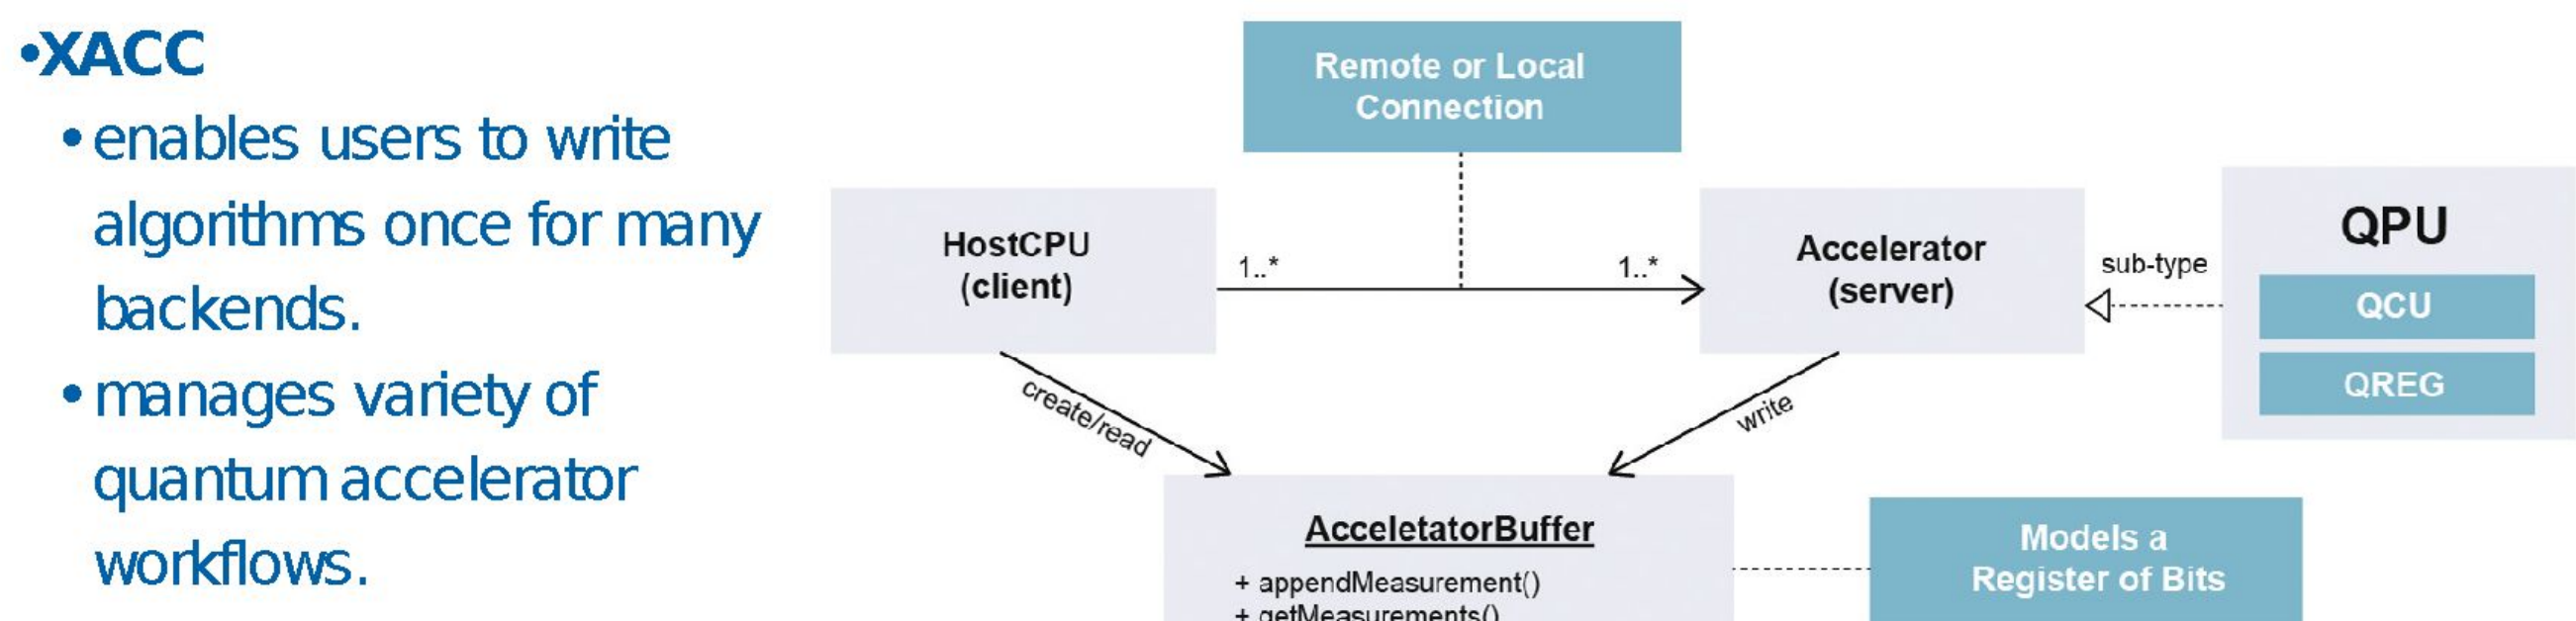 •XACC
•enables users to write
algorithms once for many
backends.
•manages variety of
quantum accelerator
workflows.
Remote or Local
Connection
HostCPU
(client)
1..*
1..*
Accelerator
(server)
sub-type
QPU
QCU
QREG
create/read
write
AcceletatorBuffer
+ appendMeasurement()
+ getMeasurements()
Models a
Register of Bits